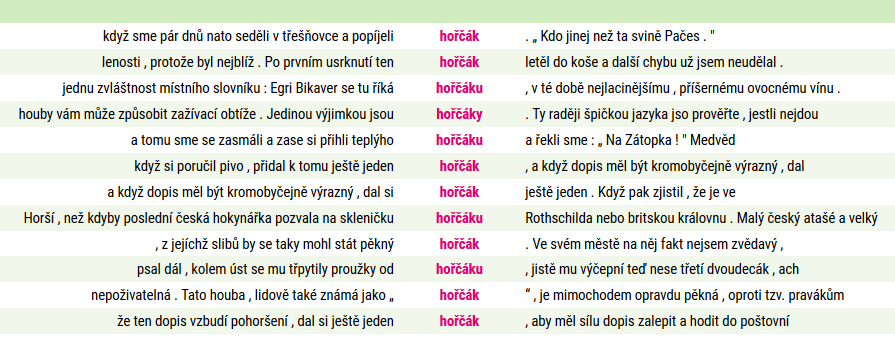 když sme pár dnů nato seděli v třešňovce a popíjeli hořčák . „ Kdo jinej než ta svině Pačes . "
lenosti , protože byl nejblíž . Po prvním usrknutí ten hořčák letěl do koše a další chybu už jsem neudělal .
jednu zvláštnost místního slovníku : Egri Bikaver se tu říká hořčáku , v té době nejlacinějšímu , příšernému ovocnému vínu .
houby vám může způsobit zažívací obtíže . Jedinou výjimkou jsou hořčáky . Ty raději špičkou jazyka jso prověřte , jestli nejdou
a tomu sme se zasmáli a zase si přihli teplýho hořčáku a řekli sme : „ Na Zátopka ! " Medvěd
když si poručil pivo , přidal k tomu ještě jeden hořčák , a když dopis měl být kromobyčejně výrazný , dal
a když dopis měl být kromobyčejně výrazný , dal si hořčák ještě jeden . Když pak zjistil , že je ve
Horší , než kdyby poslední česká hokynářka pozvala na skleničku hořčáku Rothschilda nebo britskou královnu . Malý český atašé a velký
, z jejíchž slibů by se taky mohl stát pěkný hořčák . Ve svém městě na něj fakt nejsem zvědavý ,
psal dál , kolem úst se mu třpytily proužky od hořčáku , jistě mu výčepní teď nese třetí dvoudecák , ach
nepoživatelná . Tato houba , lidově také známá jako „ hořčák “ , je mimochodem opravdu pěkná , oproti tzv. pravákům
že ten dopis vzbudí pohoršení , dal si ještě jeden hořčák , aby měl sílu dopis zalepit a hodit do poštovní